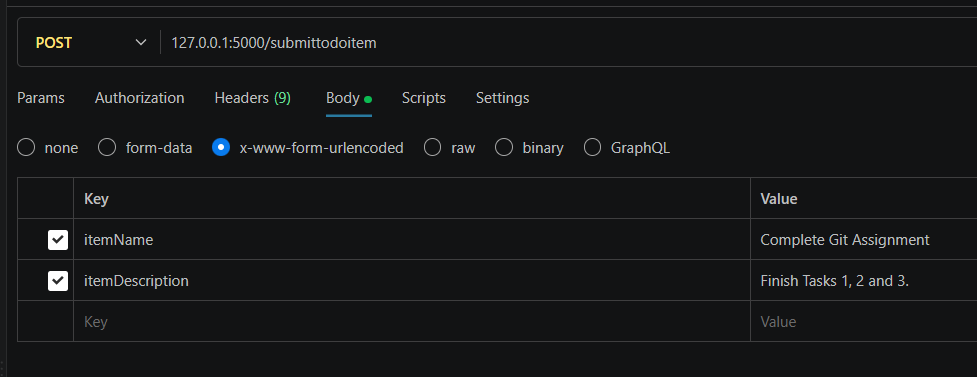 POST 127.0.0.1:5000/submittodoitem
Params Authorization Headers (9) Body Scripts Settings
none form-data x-www-form-urlencoded raw binary GraphQL
Key Value
itemName Complete Git Assignment
itemDescription Finish Tasks 1, 2 and 3.
Key Value